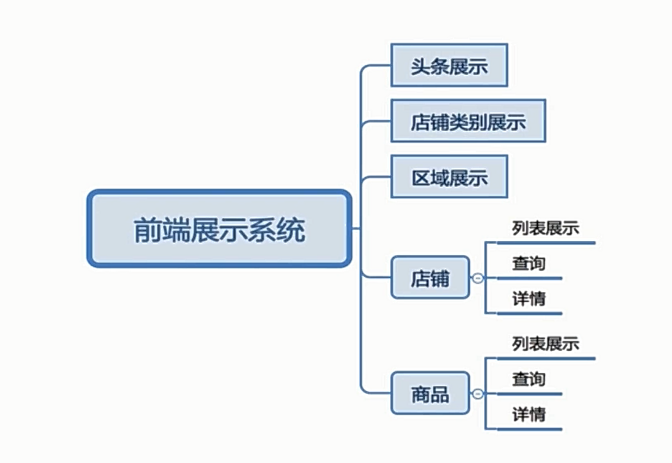 前端展示系统
头条展示
店铺类别展示
区域展示
店铺
列表展示
查询
详情
商品
列表展示
查询
详情